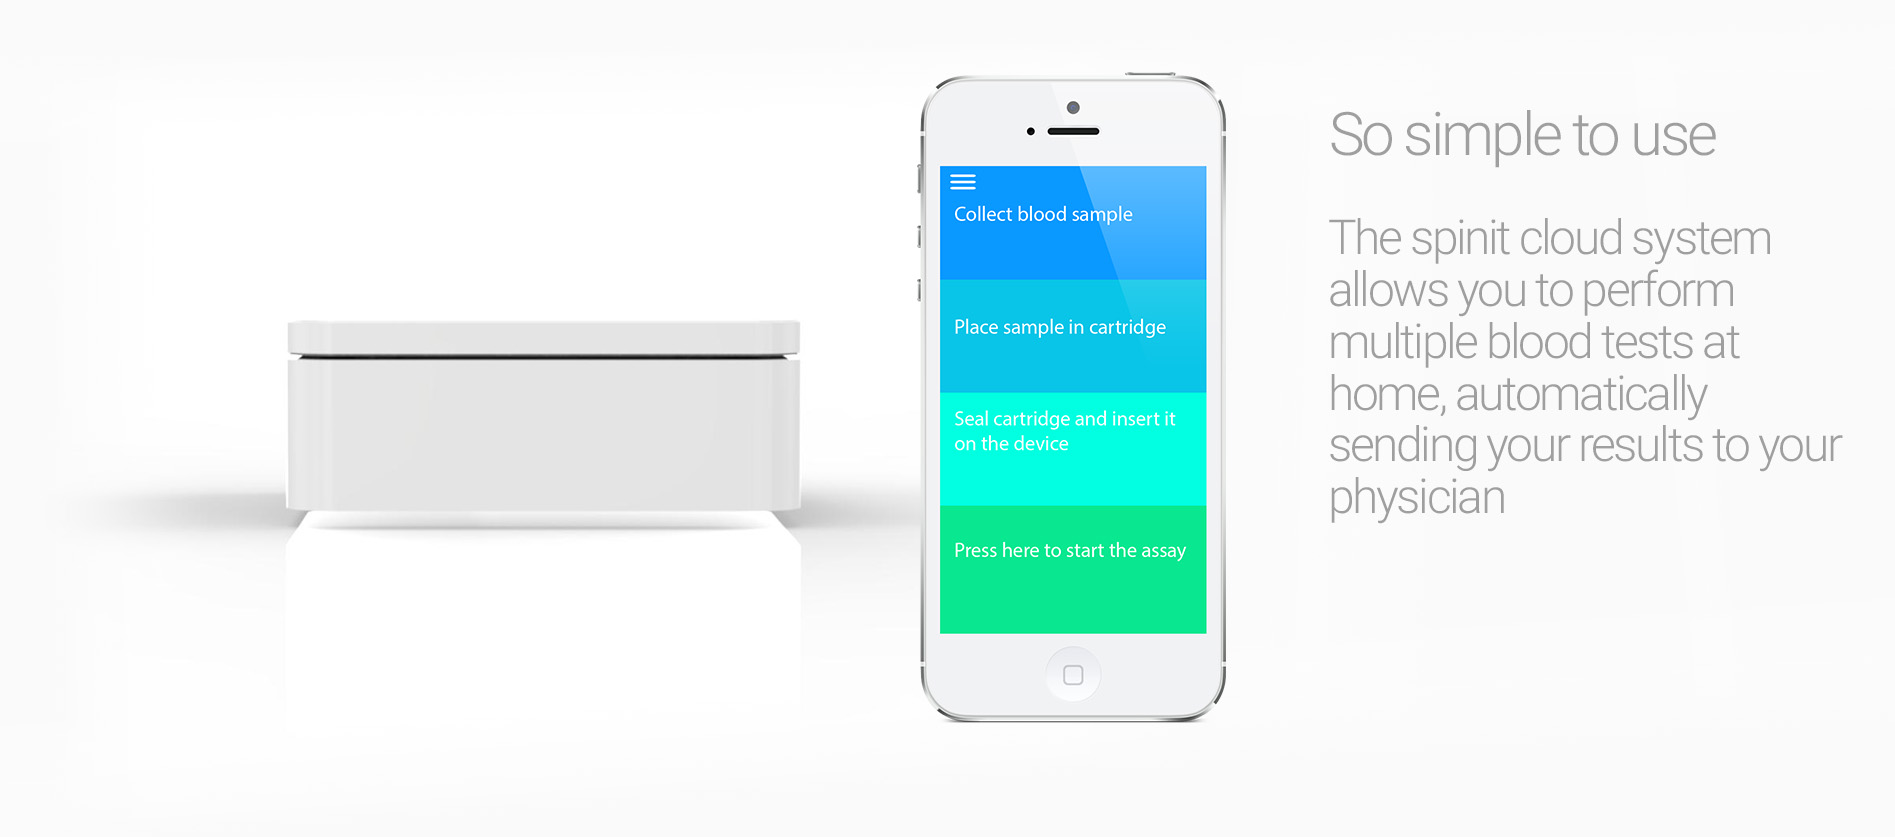 Collect blood sample
Place sample in cartridge
Seal cartridge and insert it
on the device
Press here to start the assay
So simple to use
The spinit cloud system
allows you to perform
multiple blood tests at
home, automatically
sending your results to your
physician